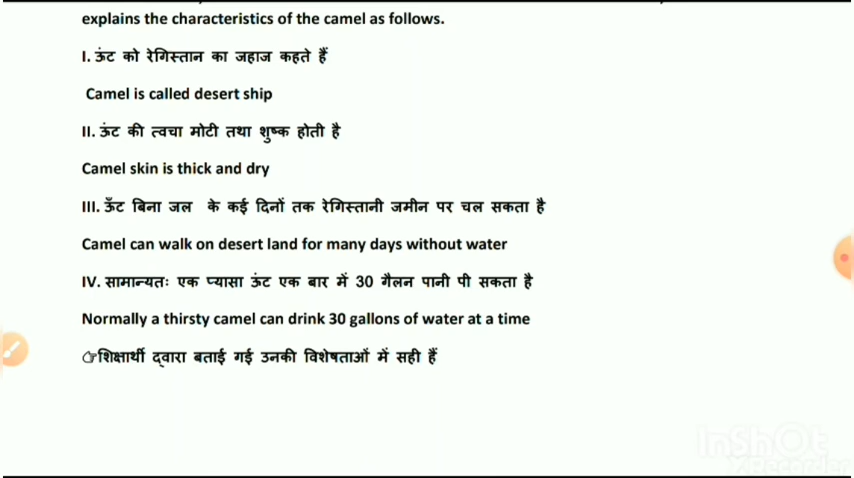 explains the characteristics of the camel as follows.
I. ऊंट को रेगिस्तान का जहाज कहते हैं
Camel is called desert ship
II. ऊंट की त्वचा मोटी तथा शुष्क होती है
Camel skin is thick and dry
III. ऊँट बिना जल के कई दिनों तक रेगिस्तानी जमीन पर चल सकता है
Camel can walk on desert land for many days without water
IV. सामान्यतः एक प्यासा ऊंट एक बार में 30 गैलन पानी पी सकता है
Normally a thirsty camel can drink 30 gallons of water at a time
👉शिक्षार्थी द्वारा बताई गई उनकी विशेषताओं में सही हैं
InShOt
Recorder